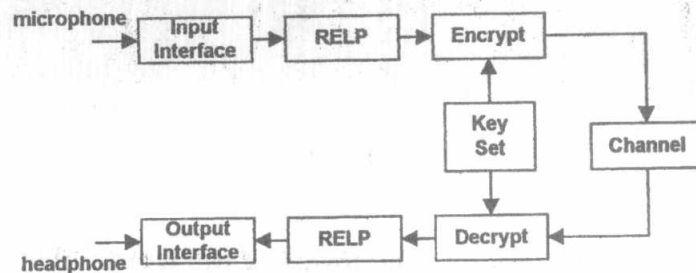 microphone
Input
Interface
RELP
Encrypt
Key
Set
Channel
Output
Interface
RELP
Decrypt
headphone